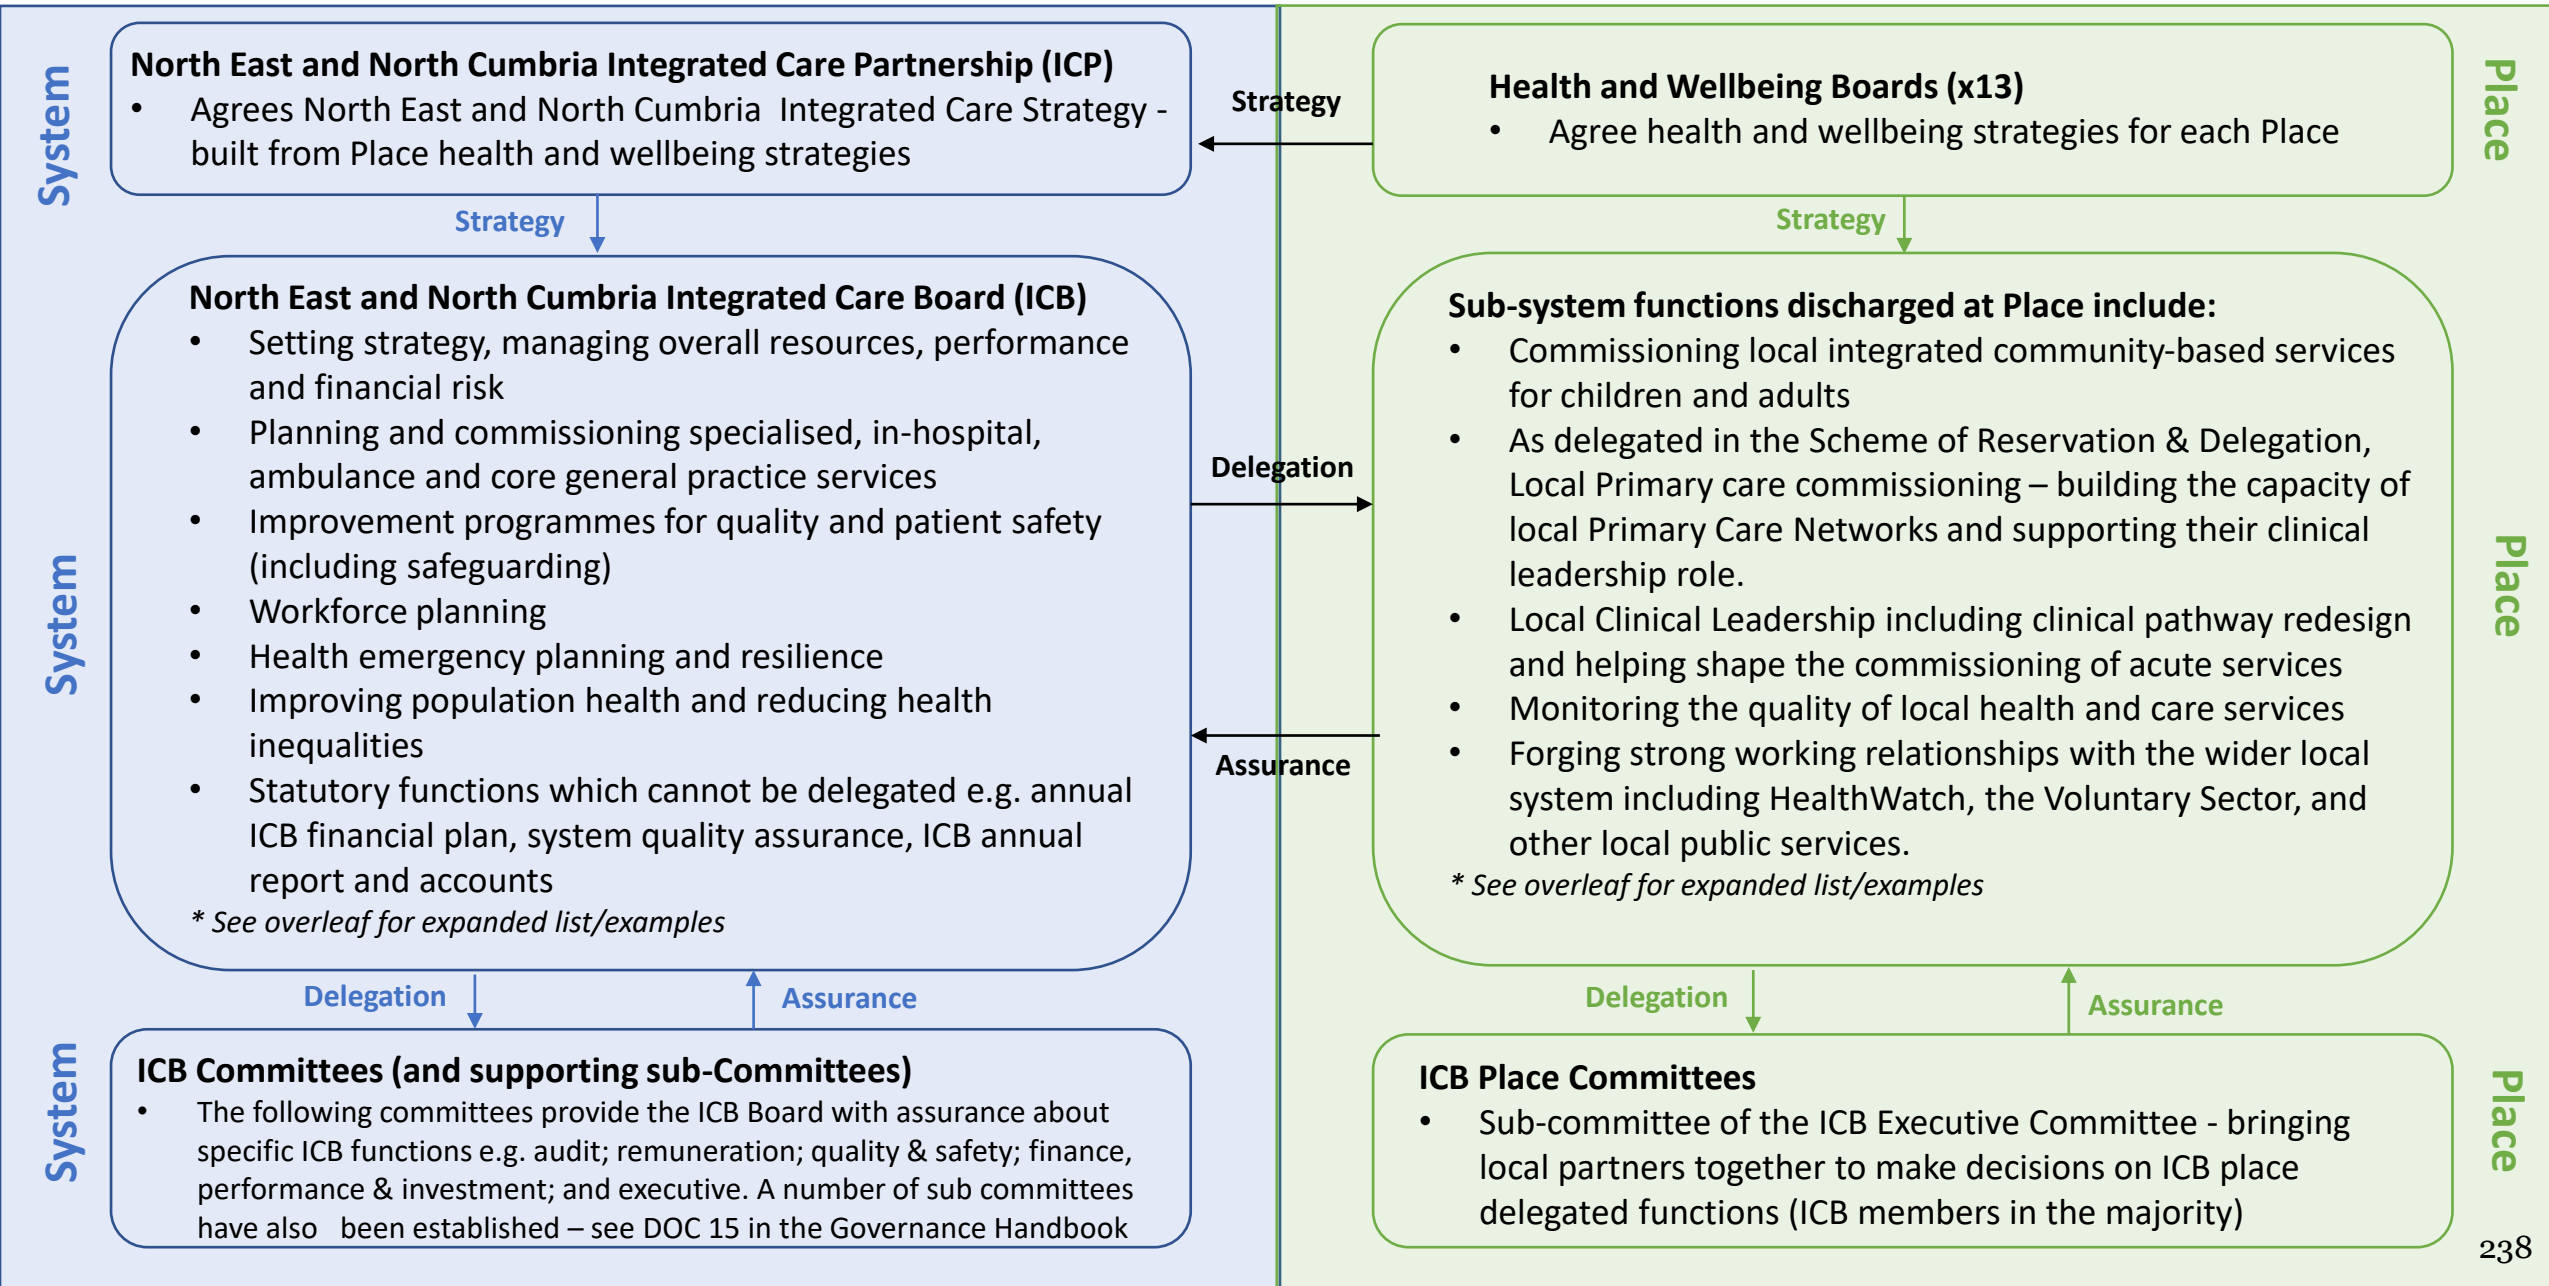 System
North East and North Cumbria Integrated Care Partnership (ICP)
• Agrees North East and North Cumbria  Integrated Care Strategy -
built from Place health and wellbeing strategies
Strategy
Health and Wellbeing Boards (x13)
• Agree health and wellbeing strategies for each Place
Place
Strategy
Strategy
System
North East and North Cumbria Integrated Care Board (ICB)
• Setting strategy, managing overall resources, performance
and financial risk
• Planning and commissioning specialised, in-hospital,
ambulance and core general practice services
• Improvement programmes for quality and patient safety
(including safeguarding)
• Workforce planning
• Health emergency planning and resilience
• Improving population health and reducing health
inequalities
• Statutory functions which cannot be delegated e.g. annual
ICB financial plan, system quality assurance, ICB annual
report and accounts
* See overleaf for expanded list/examples
Delegation
Assurance
Sub-system functions discharged at Place include:
• Commissioning local integrated community-based services
for children and adults
• As delegated in the Scheme of Reservation & Delegation,
Local Primary care commissioning – building the capacity of
local Primary Care Networks and supporting their clinical
leadership role.
• Local Clinical Leadership including clinical pathway redesign
and helping shape the commissioning of acute services
• Monitoring the quality of local health and care services
• Forging strong working relationships with the wider local
system including HealthWatch, the Voluntary Sector, and
other local public services.
* See overleaf for expanded list/examples
Place
Delegation
Assurance
Delegation
Assurance
System
ICB Committees (and supporting sub-Committees)
• The following committees provide the ICB Board with assurance about
specific ICB functions e.g. audit; remuneration; quality & safety; finance,
performance & investment; and executive. A number of sub committees
have also   been established – see DOC 15 in the Governance Handbook
ICB Place Committees
• Sub-committee of the ICB Executive Committee - bringing
local partners together to make decisions on ICB place
delegated functions (ICB members in the majority)
Place
238